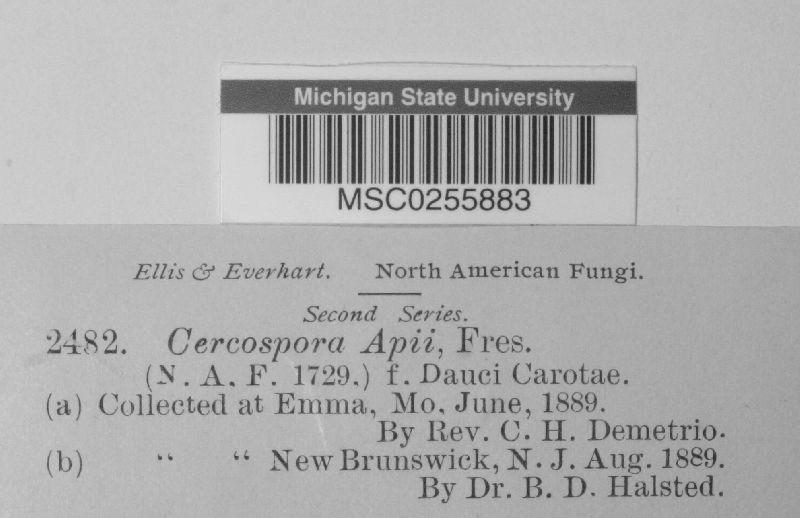 Michigan State University
MSC0255883
Ellis & Everhart. North American Fungi.
Second Series.
2482. Cercospora Apii, Fres.
(N. A. F. 1729.) f. Dauci Carotae.
(a) Collected at Emma, Mo. June, 1889.
By Rev. C. H. Demetrio.
(b) “ “ New Brunswick, N. J. Aug. 1889.
By Dr. B. D. Halsted.